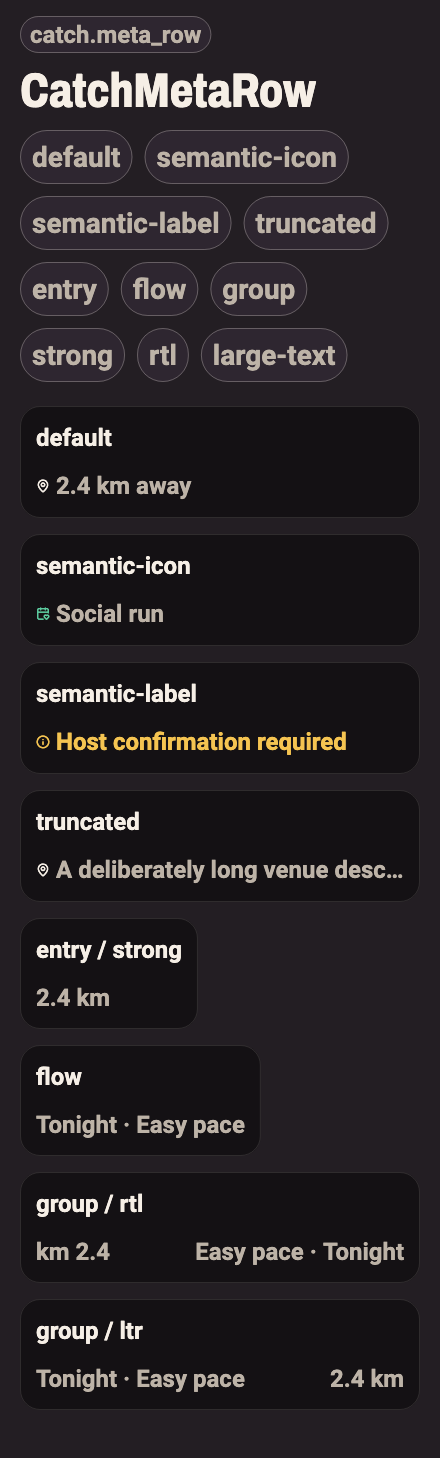 catch.meta_row
CatchMetaRow
default semantic-icon
semantic-label truncated
entry flow group
strong rtl large-text
default
2.4 km away
semantic-icon
Social run
semantic-label
Host confirmation required
truncated
A deliberately long venue desc...
entry / strong
2.4 km
flow
Tonight · Easy pace
group / rtl
km 2.4 Easy pace · Tonight
group / ltr
Tonight · Easy pace 2.4 km